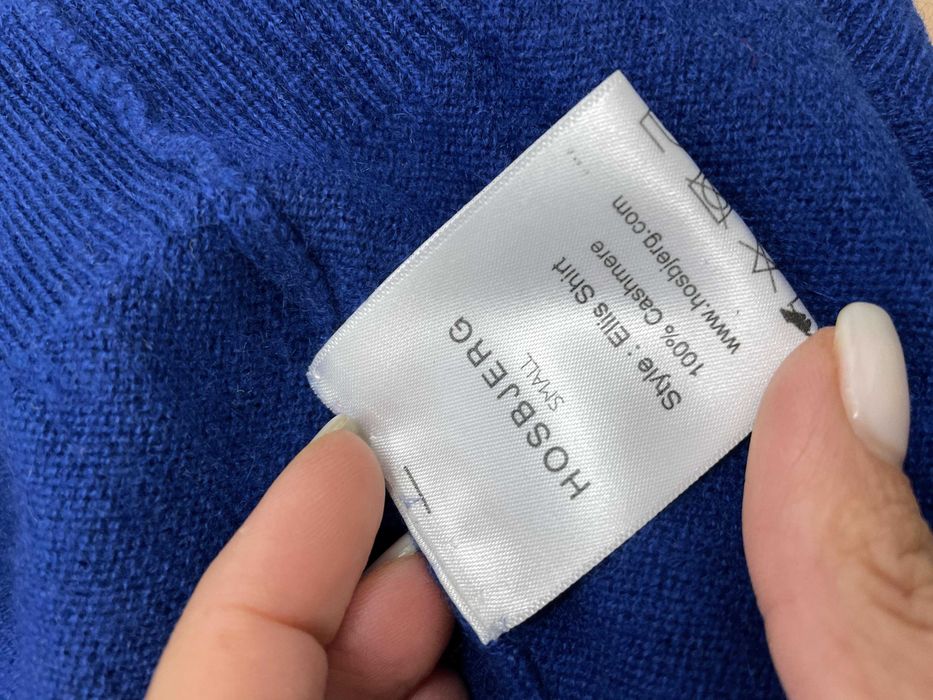 HOSBJERG
SMALL
Style : Ellis Shirt
100% Cashmere
www.hosbjerg.com